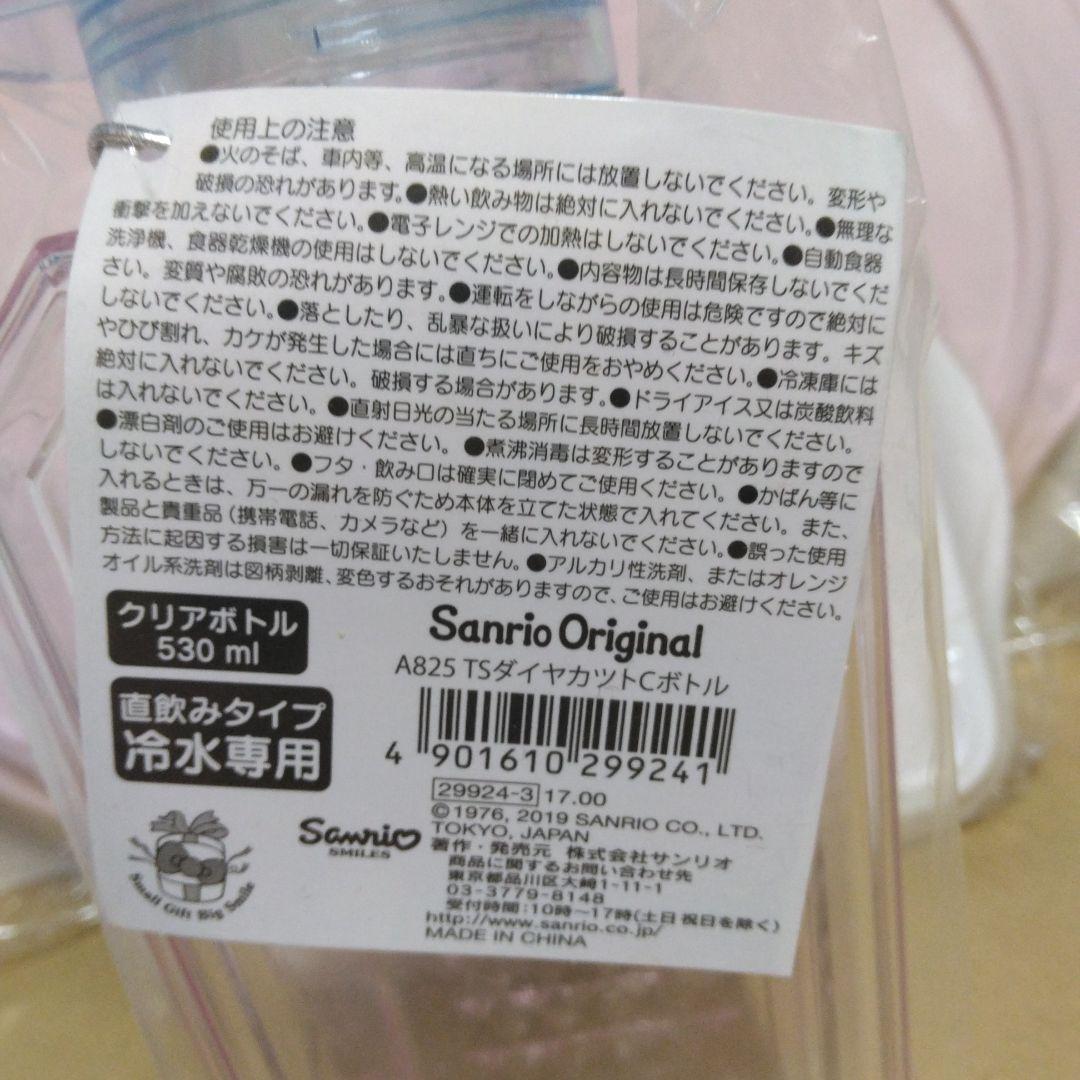 使用上の注意
●火のそば、車内等、高温になる場所には放置しないでください。変形や
破損の恐れがあります。●熱い飲み物は絶対に入れないでください。●無理な
衝撃を加えないでください。●電子レンジでの加熱はしないでください。●自動食器
洗浄機、食器乾燥機の使用はしないでください。●内容物は長時間保存しないでくだ
さい。変質や腐敗の恐れがあります。●運転をしながらの使用は危険ですので絶対に
しないでください。●落としたり、乱暴な扱いにより破損することがあります。キズ
やひび割れ、カケが発生した場合には直ちにご使用をおやめください。●冷凍庫には
絶対に入れないでください。破損する場合があります。●ドライアイス又は炭酸飲料
は入れないでください。●直射日光の当たる場所に長時間放置しないでください。
●漂白剤のご使用はお避けください。●煮沸消毒は変形することがありますので
しないでください。●フタ・飲み口は確実に閉めてご使用ください。●かばん等に
入れるときは、万一の漏れを防ぐため本体を立てた状態で入れてください。また、
製品と貴重品(携帯電話、カメラなど)を一緒に入れないでください。●誤った使用
方法に起因する損害は一切保証いたしません。●アルカリ性洗剤、またはオレンジ
オイル系洗剤は図柄剥離、変色するおそれがありますので、ご使用はお避けください。
クリアボトル
530 ml
直飲みタイプ
冷水専用
Sanrio Original
A825 TSダイヤカツトCボトル
4 901610 299241
29924-3 17.00
©1976, 2019 SANRIO CO., LTD.
TOKYO, JAPAN
著作・発売元 株式会社サンリオ
商品に関するお問い合わせ先
東京都品川区大崎1-11-1
03-3779-8148
受付時間:10時〜17時(土日祝日を除く)
http://www.sanrio.co.jp/
MADE IN CHINA
Sanrio
SMILES
Small Gift Big Smile